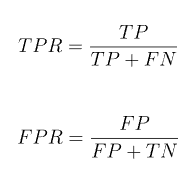 TPR = TP / (TP + FN)
FPR = FP / (FP + TN)